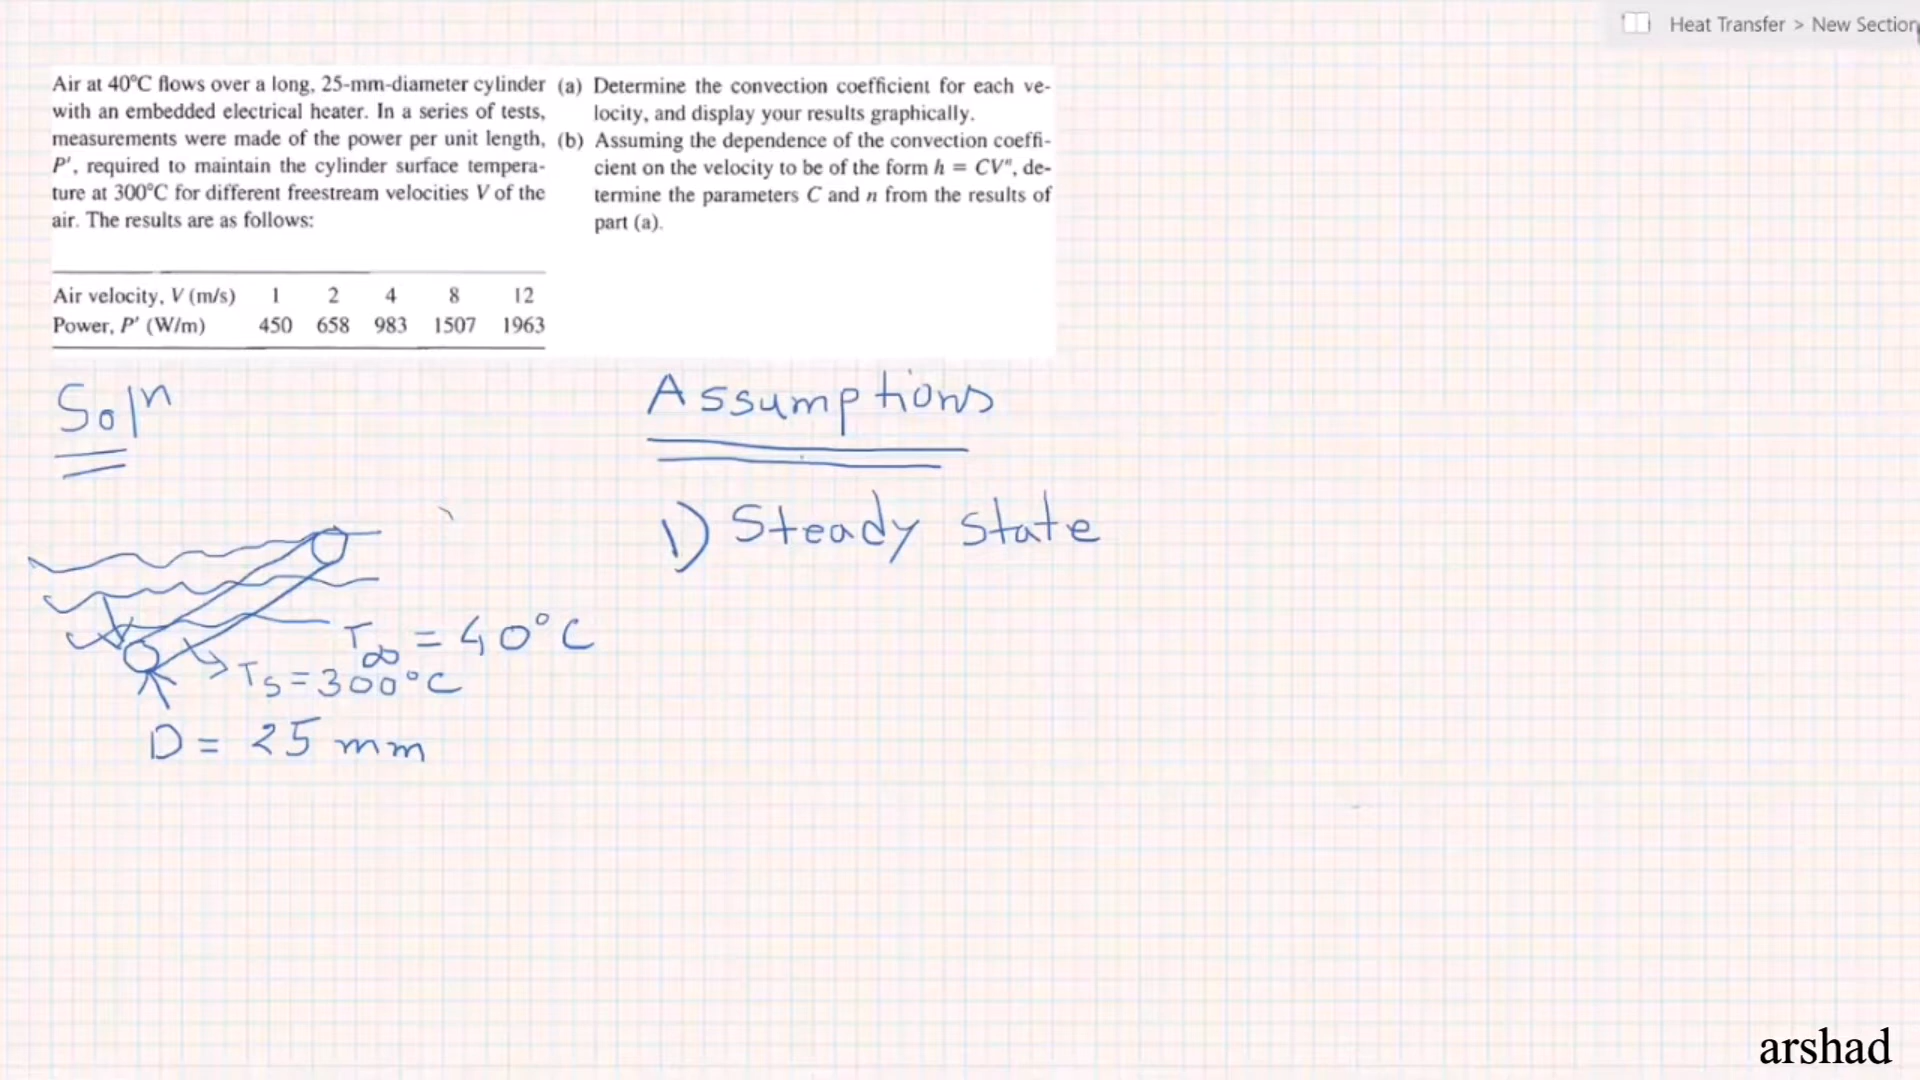 Heat Transfer > New Section
Air at 40°C flows over a long, 25-mm-diameter cylinder
with an embedded electrical heater. In a series of tests,
measurements were made of the power per unit length,
P′, required to maintain the cylinder surface tempera-
ture at 300°C for different freestream velocities V of the
air. The results are as follows:
Air velocity, V (m/s) 1 2 4 8 12
Power, P′ (W/m) 450 658 983 1507 1963
(a) Determine the convection coefficient for each ve-
locity, and display your results graphically.
(b) Assuming the dependence of the convection coeffi-
cient on the velocity to be of the form h = CVⁿ, de-
termine the parameters C and n from the results of
part (a).
Solⁿ
T∞ = 40°C
Ts = 300°C
D = 25 mm
Assumptions
1) Steady state
arshad